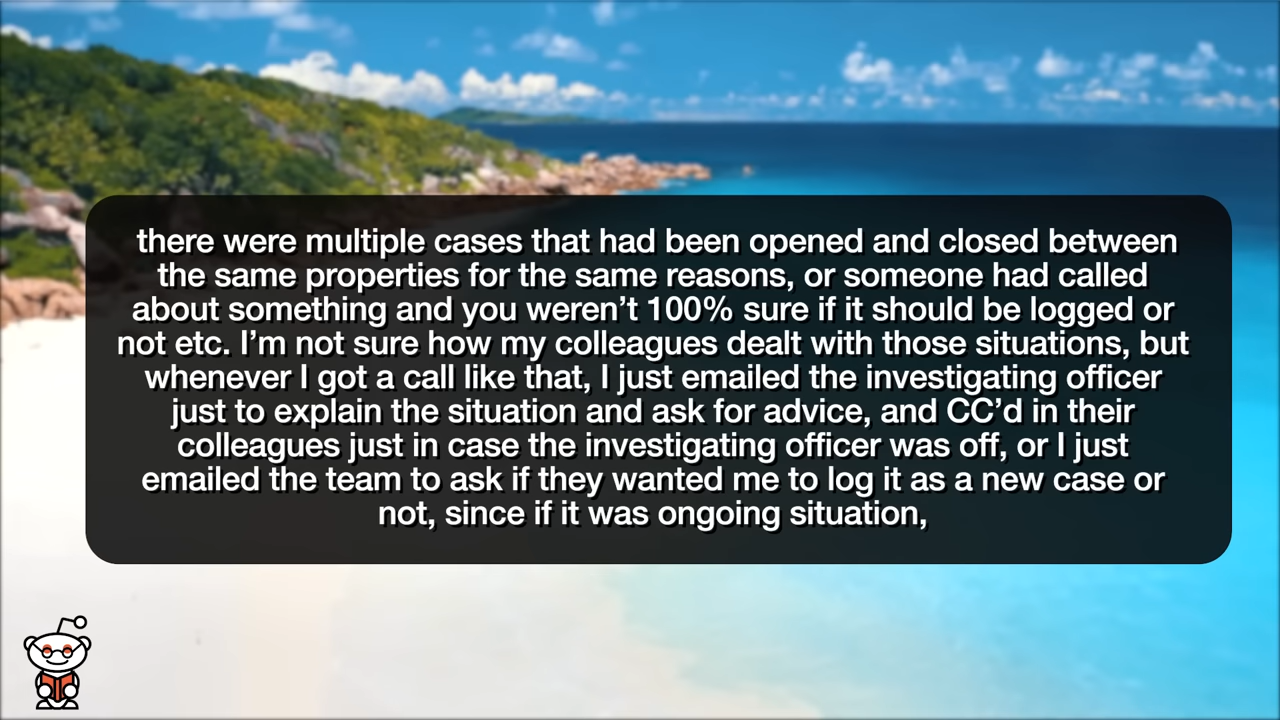 there were multiple cases that had been opened and closed between
the same properties for the same reasons, or someone had called
about something and you weren’t 100% sure if it should be logged or
not etc. I’m not sure how my colleagues dealt with those situations, but
whenever I got a call like that, I just emailed the investigating officer
just to explain the situation and ask for advice, and CC’d in their
colleagues just in case the investigating officer was off, or I just
emailed the team to ask if they wanted me to log it as a new case or
not, since if it was ongoing situation,